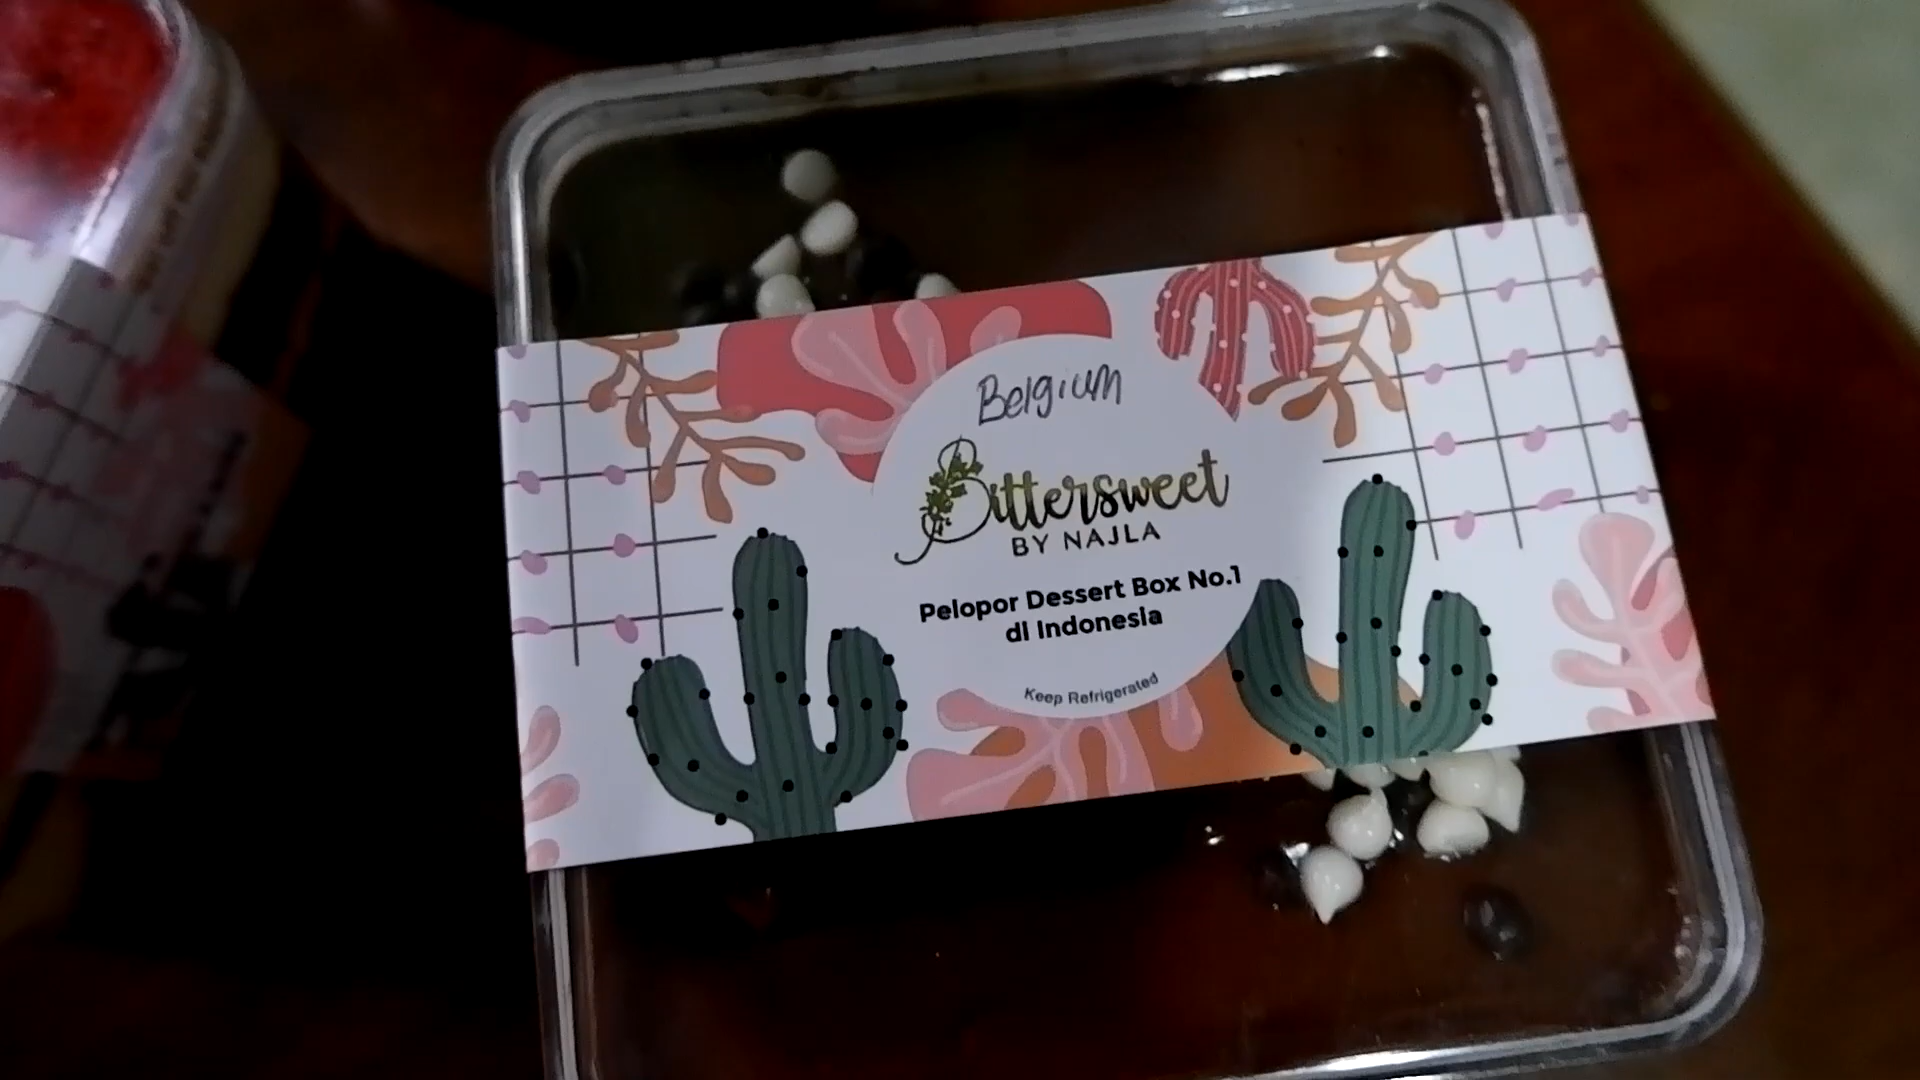 Belgium
Bittersweet
BY NAJLA
Pelopor Dessert Box No.1
di Indonesia
Keep Refrigerated